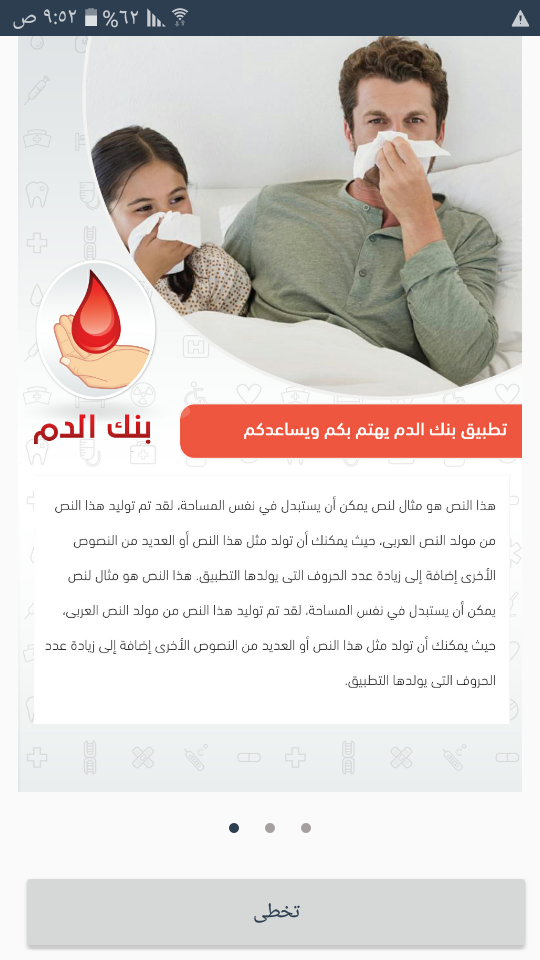 ٩:٥٢ ص
%٦٢
بنك الدم
تطبيق بنك الدم يهتم بكم ويساعدكم
هذا النص هو مثال لنص يمكن أن يستبدل في نفس المساحة، لقد تم توليد هذا النص
من مولد النص العربى، حيث يمكنك أن تولد مثل هذا النص أو العديد من النصوص
الأخرى إضافة إلى زيادة عدد الحروف التى يولدها التطبيق. هذا النص هو مثال لنص
يمكن أن يستبدل في نفس المساحة، لقد تم توليد هذا النص من مولد النص العربى،
حيث يمكنك أن تولد مثل هذا النص أو العديد من النصوص الأخرى إضافة إلى زيادة عدد
الحروف التى يولدها التطبيق.
تخطى